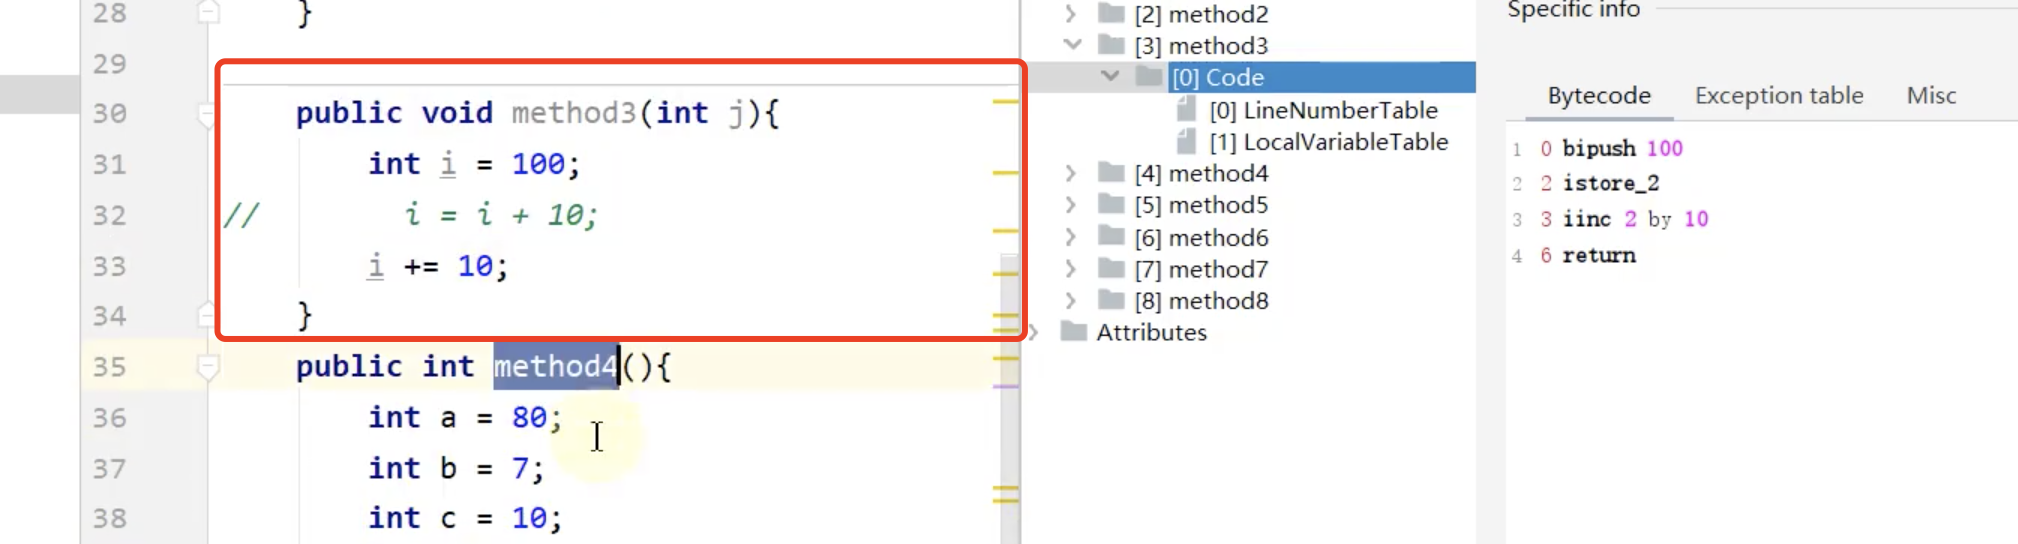 28 }
29
30 public void method3(int j){
31 int i = 100;
32 // i = i + 10;
33 i += 10;
34 }
35 public int method4(){
36 int a = 80;
37 int b = 7;
38 int c = 10;
[2] method2
[3] method3
[0] Code
[0] LineNumberTable
[1] LocalVariableTable
[4] method4
[5] method5
[6] method6
[7] method7
[8] method8
Attributes
Specific info
Bytecode Exception table Misc
1 0 bipush 100
2 2 istore_2
3 3 iinc 2 by 10
4 6 return